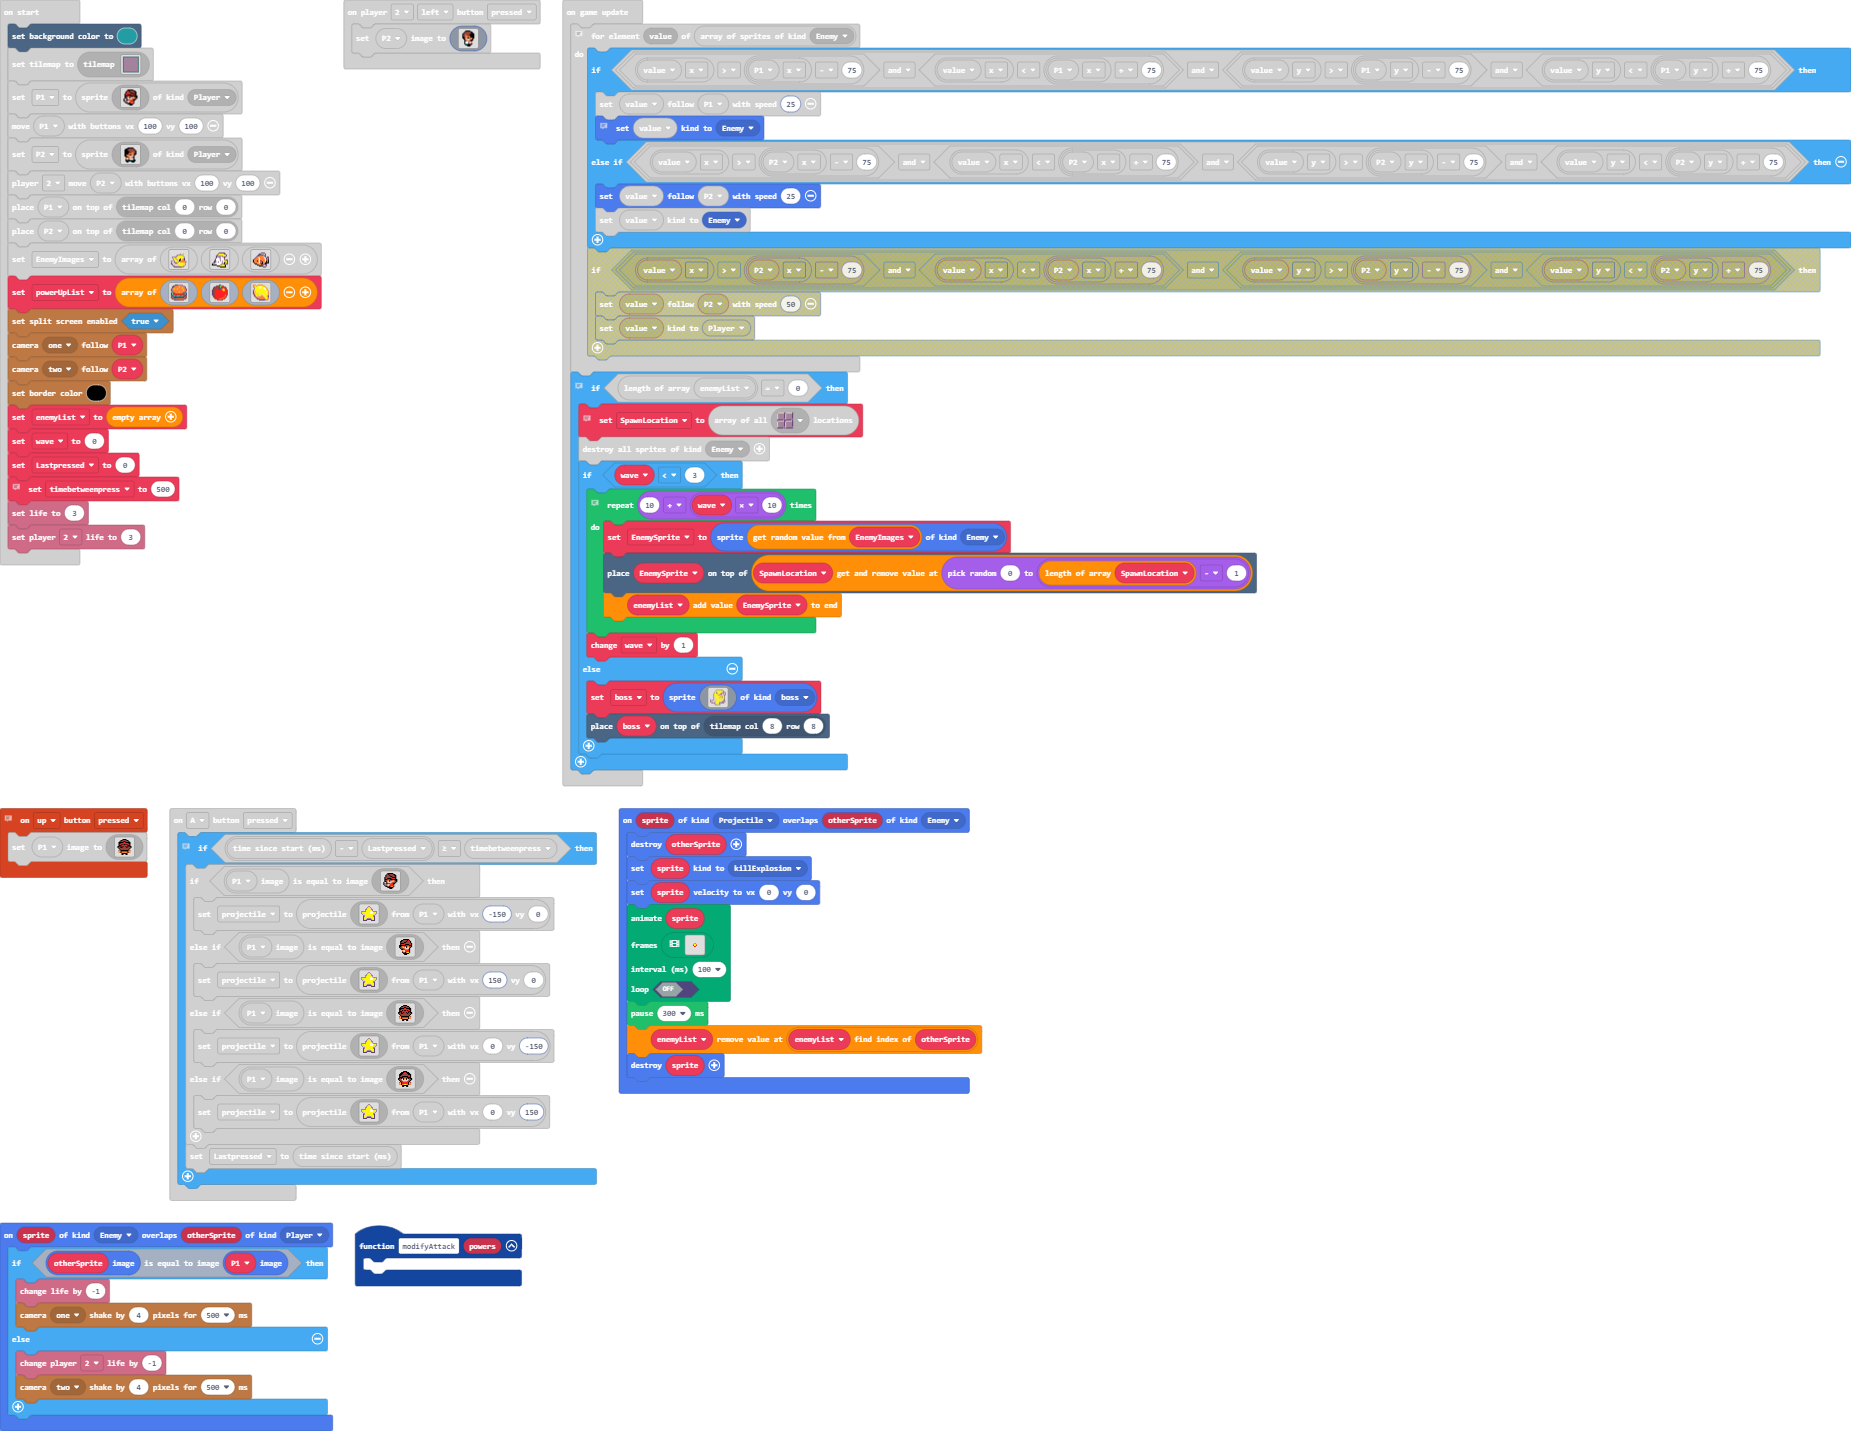 on start
set background color to
set tilemap to tilemap
set P1 to sprite of kind Player
move P1 with buttons vx 100 vy 100
set P2 to sprite of kind Player
player 2 move P2 with buttons vx 100 vy 100
place P1 on top of tilemap col 0 row 0
place P2 on top of tilemap col 0 row 0
set EnemyImages to array of
set powerUpList to array of
set split screen enabled true
camera one follow P1
camera two follow P2
set border color
set enemyList to empty array
set wave to 0
set Lastpressed to 0
set timebetweenpress to 500
set life to 3
set player 2 life to 3
on player 2 left button pressed
set P2 image to
on game update
for element value of array of sprites of kind Enemy
do
if value x > P1 x - 75 and value x < P1 x + 75 and value y > P1 y - 75 and value y < P1 y + 75 then
set value follow P1 with speed 25
set value kind to Enemy
else if value x > P2 x - 75 and value x < P2 x + 75 and value y > P2 y - 75 and value y < P2 y + 75 then
set value follow P2 with speed 25
set value kind to Enemy
if value x > P2 x - 75 and value x < P2 x + 75 and value y > P2 y - 75 and value y < P2 y + 75 then
set value follow P2 with speed 50
set value kind to Player
if length of array enemyList = 0 then
set SpawnLocation to array of all locations
destroy all sprites of kind Enemy
if wave < 3 then
repeat 10 + wave × 10 times
do
set EnemySprite to sprite get random value from EnemyImages of kind Enemy
place EnemySprite on top of SpawnLocation get and remove value at pick random 0 to length of array SpawnLocation - 1
enemyList add value EnemySprite to end
change wave by 1
else
set boss to sprite of kind boss
place boss on top of tilemap col 8 row 8
on up button pressed
set P1 image to
on A button pressed
if time since start (ms) - Lastpressed ≥ timebetweenpress then
if P1 image is equal to image then
set projectile to projectile from P1 with vx -150 vy 0
else if P1 image is equal to image then
set projectile to projectile from P1 with vx 150 vy 0
else if P1 image is equal to image then
set projectile to projectile from P1 with vx 0 vy -150
else if P1 image is equal to image then
set projectile to projectile from P1 with vx 0 vy 150
set Lastpressed to time since start (ms)
on sprite of kind Projectile overlaps otherSprite of kind Enemy
destroy otherSprite
set sprite kind to killExplosion
set sprite velocity to vx 0 vy 0
animate sprite
frames
interval (ms) 100
loop OFF
pause 300 ms
enemyList remove value at enemyList find index of otherSprite
destroy sprite
on sprite of kind Enemy overlaps otherSprite of kind Player
if otherSprite image is equal to image P1 image then
change life by -1
camera one shake by 4 pixels for 500 ms
else
change player 2 life by -1
camera two shake by 4 pixels for 500 ms
function modifyAttack powers